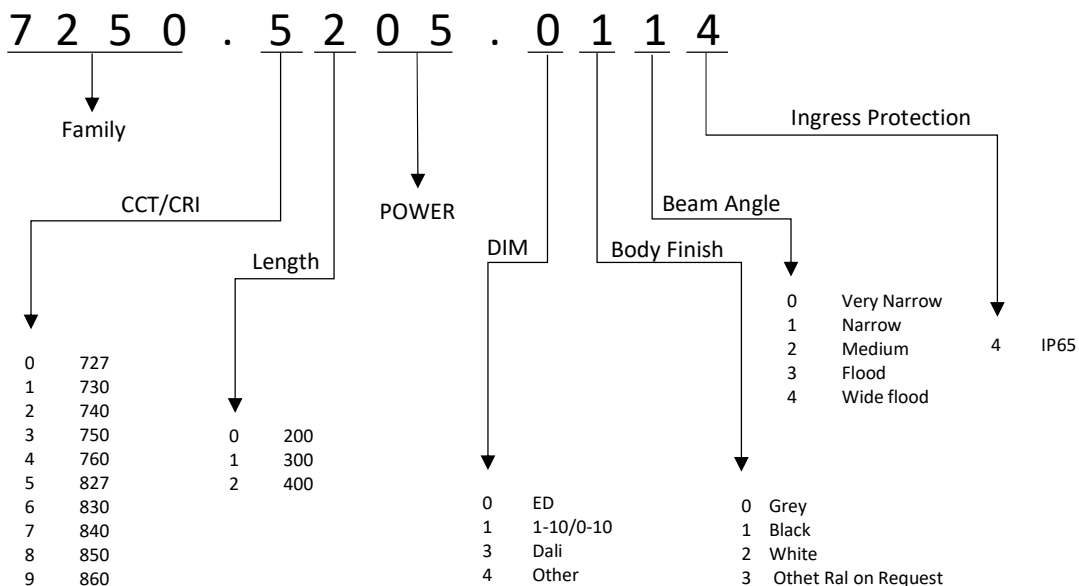 7 2 5 0 . 5 2 0 5 . 0 1 1 4
Family
CCT/CRI
0 727
1 730
2 740
3 750
4 760
5 827
6 830
7 840
8 850
9 860
Length
0 200
1 300
2 400
POWER
DIM
0 ED
1 1-10/0-10
3 Dali
4 Other
Body Finish
0 Grey
1 Black
2 White
3 Othet Ral on Request
Beam Angle
0 Very Narrow
1 Narrow
2 Medium
3 Flood
4 Wide flood
Ingress Protection
4 IP65